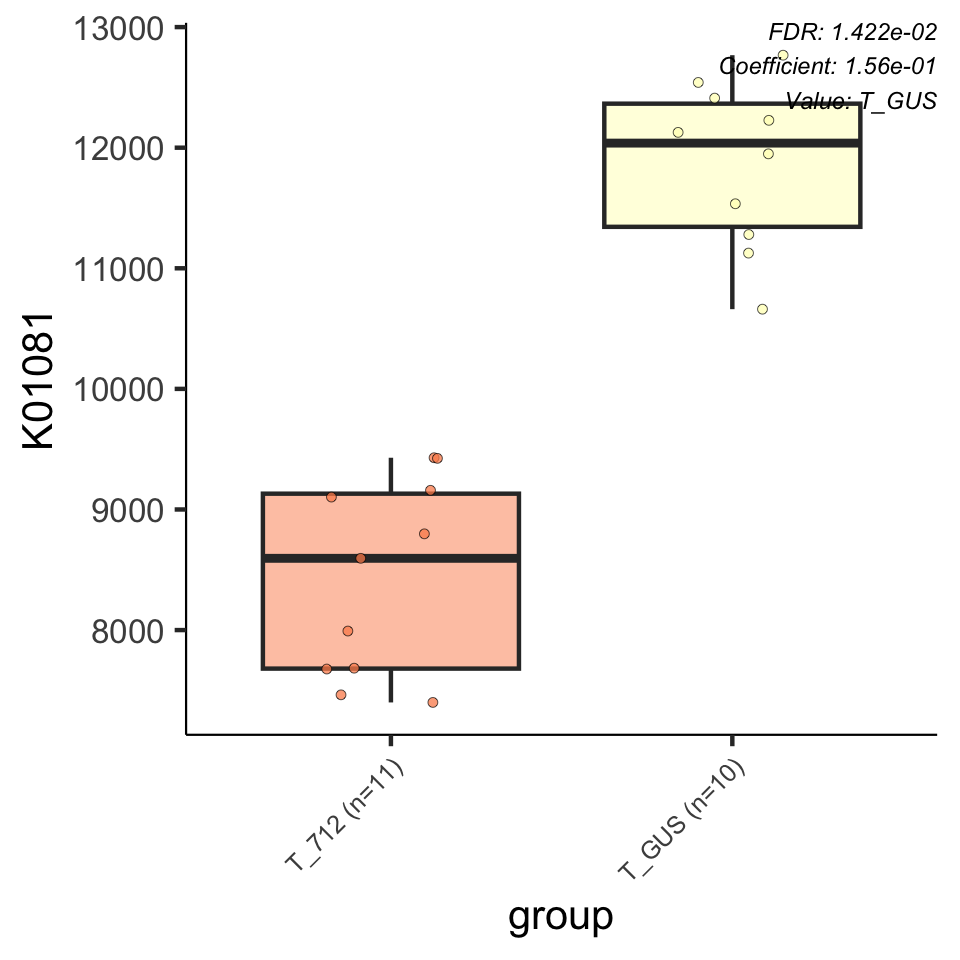 FDR: 1.422e-02
Coefficient: 1.56e-01
Value: T_GUS
13000
12000
11000
10000
9000
8000
K01081
T_712 (n=11)
T_GUS (n=10)
group